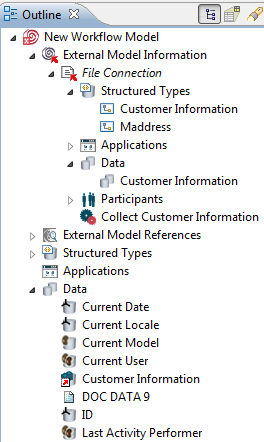 Outline
New Workflow Model
External Model Information
File Connection
Structured Types
Customer Information
Maddress
Applications
Data
Customer Information
Participants
Collect Customer Information
External Model References
Structured Types
Applications
Data
Current Date
Current Locale
Current Model
Current User
Customer Information
DOC DATA 9
ID
Last Activity Performer